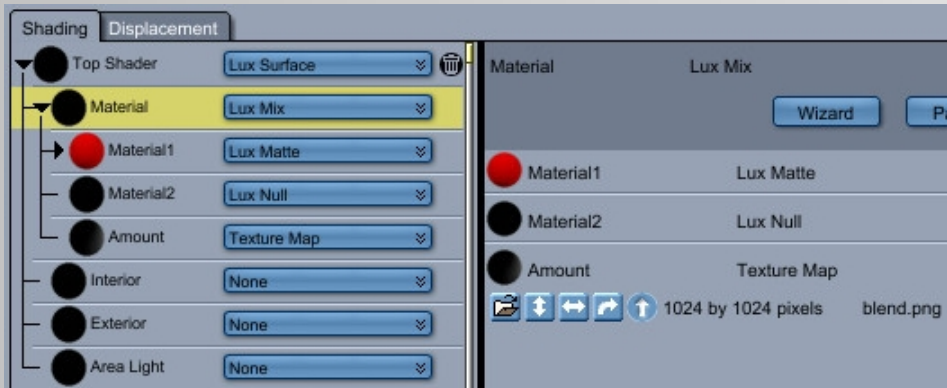 Shading Displacement
Top Shader Lux Surface
Material Lux Mix
Material1 Lux Matte
Material2 Lux Null
Amount Texture Map
Interior None
Exterior None
Area Light None
Material Lux Mix
Wizard
Material1 Lux Matte
Material2 Lux Null
Amount Texture Map
1024 by 1024 pixels blend.png